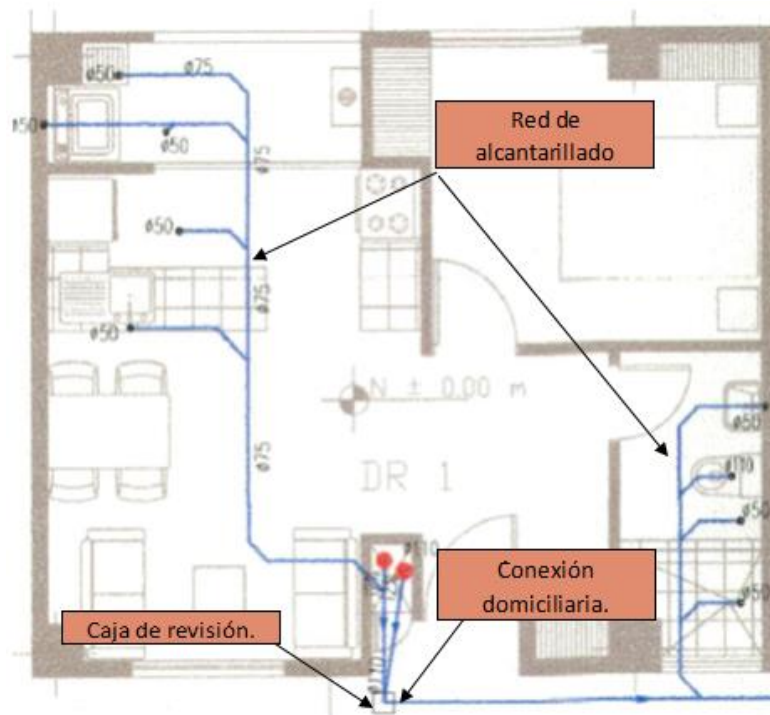 ø50
ø75
Red de
alcantarillado
ø50
ø50
ø75
ø50
ø75
ø50
N ± 0.00 m
ø50
ø75
DR 1
ø110
ø50
ø110
Conexión
domiciliaria.
ø50
Caja de revisión.